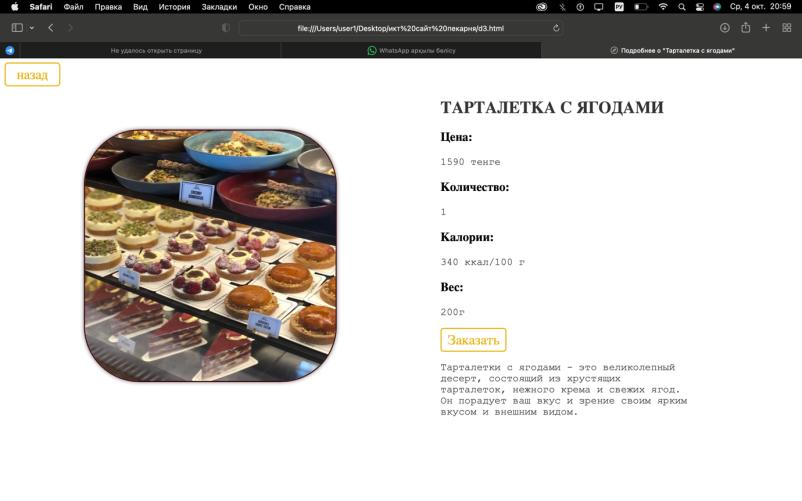 Safari Файл Правка Вид История Закладки Окно Справка РУ Ср, 4 окт. 20:59
file:///Users/user1/Desktop/икт%20сайт%20пекарня/d3.html
Не удалось открыть страницу WhatsApp арқылы бөлісу Подробнее о "Тарталетка с ягодами"
назад
ТАРТАЛЕТКА С ЯГОДАМИ
Цена:
1590 тенге
Количество:
1
Калории:
340 ккал/100 г
Вес:
200г
Заказать
Тарталетки с ягодами - это великолепный
десерт, состоящий из хрустящих
тарталеток, нежного крема и свежих ягод.
Он порадует ваш вкус и зрение своим ярким
вкусом и внешним видом.